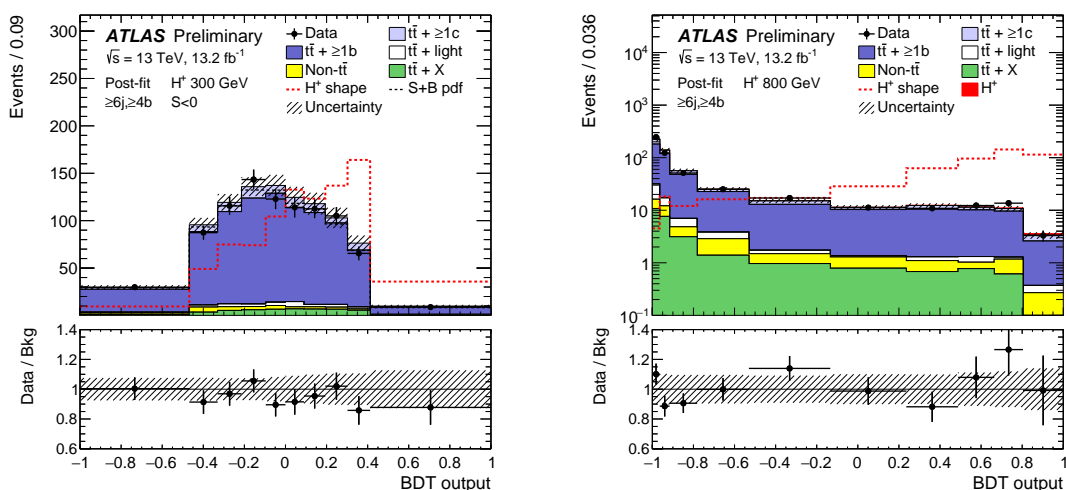 Events / 0.09
300
250
200
150
100
50
ATLAS Preliminary
√s = 13 TeV, 13.2 fb⁻¹
Post-fit H⁺ 300 GeV
≥6j,≥4b S<0
Data
tt̄ + ≥1c
tt̄ + ≥1b
tt̄ + light
Non-tt̄
tt̄ + X
H⁺ shape
S+B pdf
Uncertainty
Data / Bkg
1.4
1.2
1
0.8
0.6
−1 −0.8 −0.6 −0.4 −0.2 0 0.2 0.4 0.6 0.8 1
BDT output
Events / 0.036
10⁴
10³
10²
10
1
10⁻¹
ATLAS Preliminary
√s = 13 TeV, 13.2 fb⁻¹
Post-fit H⁺ 800 GeV
≥6j,≥4b
Data
tt̄ + ≥1c
tt̄ + ≥1b
tt̄ + light
Non-tt̄
tt̄ + X
H⁺ shape
H⁺
Uncertainty
Data / Bkg
1.4
1.2
1
0.8
0.6
−1 −0.8 −0.6 −0.4 −0.2 0 0.2 0.4 0.6 0.8 1
BDT output